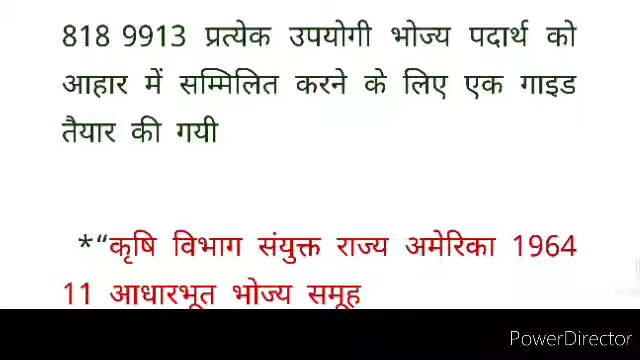 818 9913 प्रत्येक उपयोगी भोज्य पदार्थ को
आहार में सम्मिलित करने के लिए एक गाइड
तैयार की गयी
*“कृषि विभाग संयुक्त राज्य अमेरिका 1964
11 आधारभूत भोज्य समूह
PowerDirector